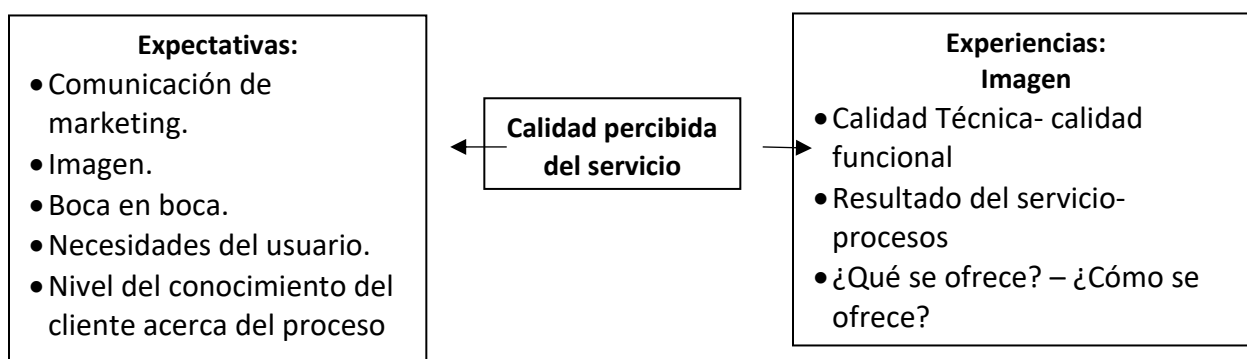 Expectativas:
• Comunicación de
marketing.
• Imagen.
• Boca en boca.
• Necesidades del usuario.
• Nivel del conocimiento del
cliente acerca del proceso
Calidad percibida
del servicio
Experiencias:
Imagen
• Calidad Técnica- calidad
funcional
• Resultado del servicio-
procesos
• ¿Qué se ofrece? – ¿Cómo se
ofrece?